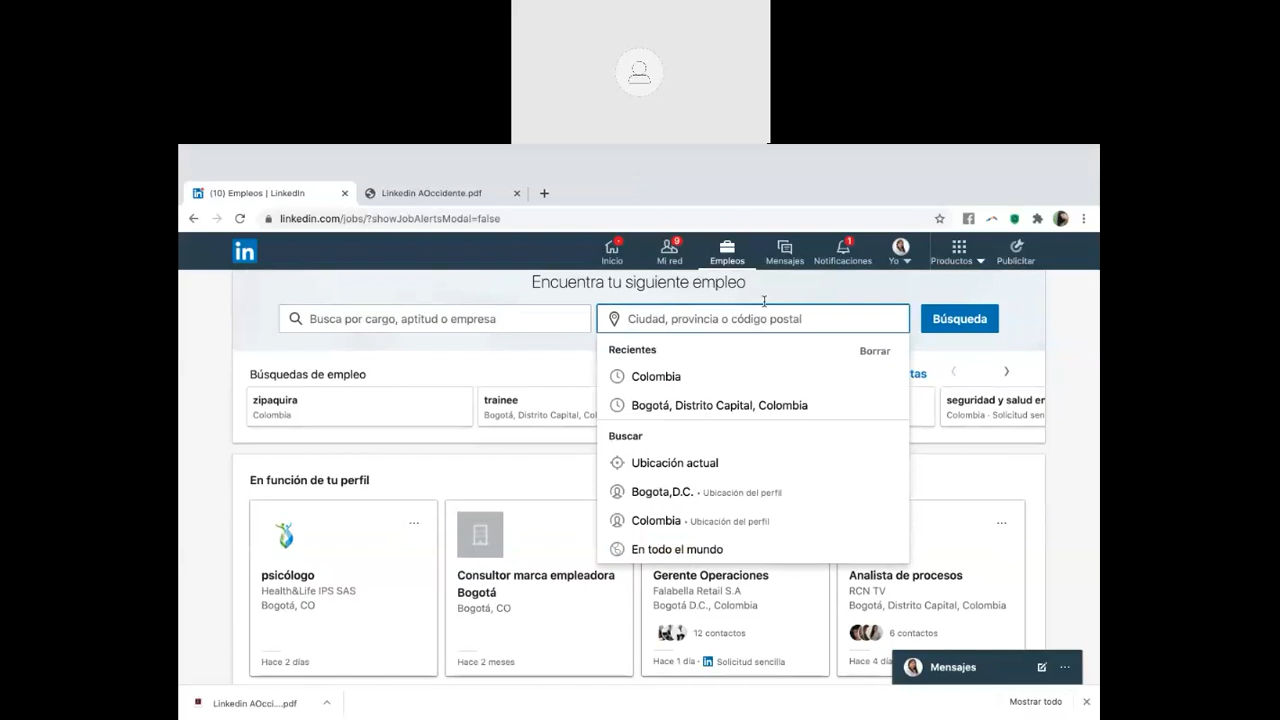 (10) Empleos | LinkedIn
Linkedin AOccidente.pdf
linkedin.com/jobs/?showJobAlertsModal=false
in
9
1
Inicio
Mi red
Empleos
Mensajes
Notificaciones
Yo
Productos
Publicitar
Encuentra tu siguiente empleo
Busca por cargo, aptitud o empresa
Ciudad, provincia o código postal
Búsqueda
Recientes
Borrar
Colombia
Bogotá, Distrito Capital, Colombia
Buscar
Ubicación actual
Bogota,D.C. • Ubicación del perfil
Colombia • Ubicación del perfil
En todo el mundo
Búsquedas de empleo
tas
zipaquira
Colombia
trainee
Bogotá, Distrito Capital, Col
seguridad y salud en
Colombia · Solicitud sen
En función de tu perfil
psicólogo
Health&Life IPS SAS
Bogotá, CO
Hace 2 días
Consultor marca empleadora
Bogotá
Bogotá, CO
Hace 2 meses
Gerente Operaciones
Falabella Retail S.A
Bogotá D.C., Colombia
12 contactos
Hace 1 día · in Solicitud sencilla
Analista de procesos
RCN TV
Bogotá, Distrito Capital, Colombia
6 contactos
Hace 4 día
Mensajes
Linkedin AOcci....pdf
Mostrar todo